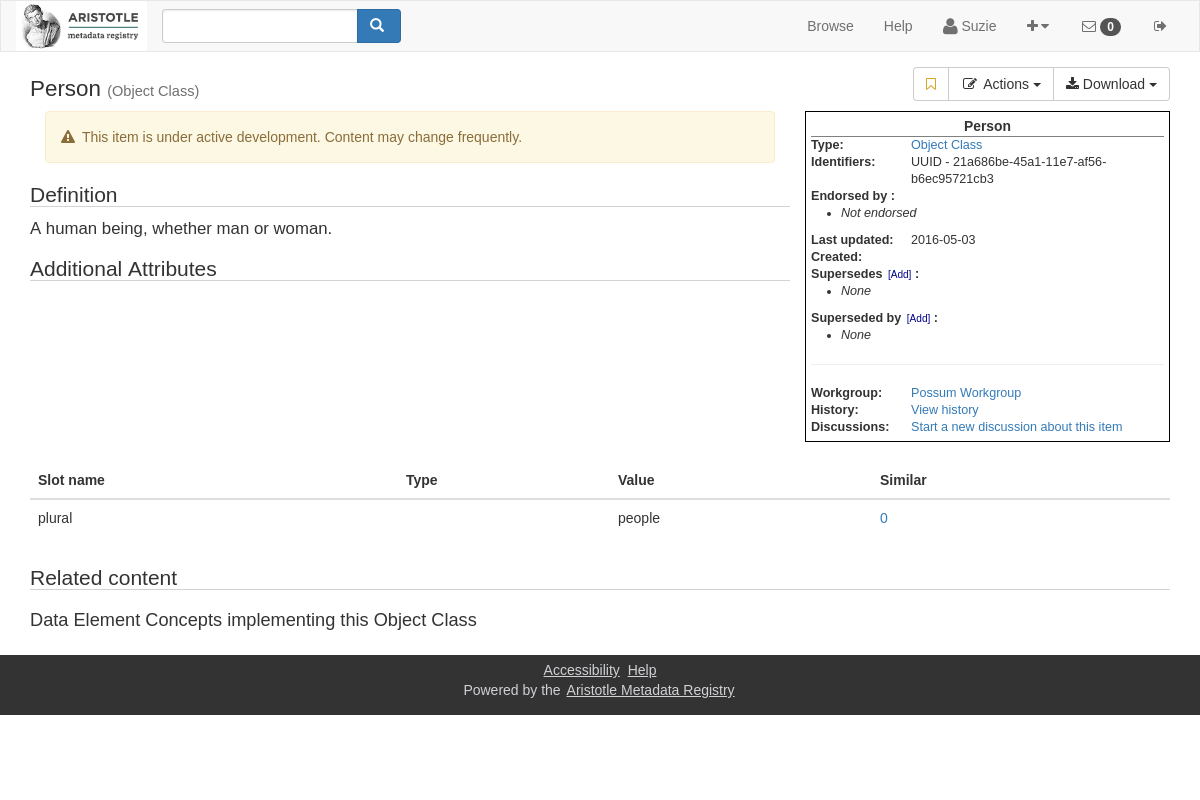 ARISTOTLE
metadata registry
Browse Help Suzie 0
Person (Object Class)
Actions Download
This item is under active development. Content may change frequently.
Definition
A human being, whether man or woman.
Additional Attributes
Person
Type: Object Class
Identifiers: UUID - 21a686be-45a1-11e7-af56-
b6ec95721cb3
Endorsed by :
• Not endorsed
Last updated: 2016-05-03
Created:
Supersedes [Add] :
• None
Superseded by [Add] :
• None
Workgroup: Possum Workgroup
History: View history
Discussions: Start a new discussion about this item
Slot name Type Value Similar
plural people 0
Related content
Data Element Concepts implementing this Object Class
Accessibility Help
Powered by the Aristotle Metadata Registry